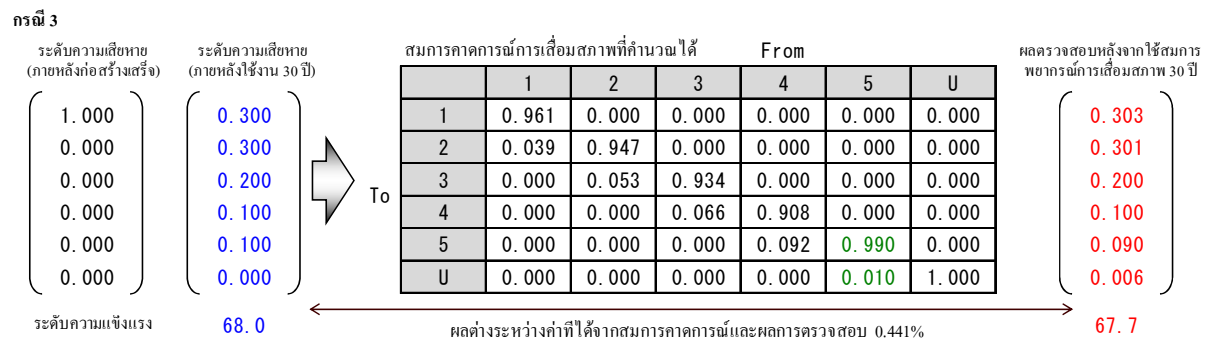 กรณี 3
ระดับความเสียหาย
(ภายหลังก่อสร้างเสร็จ)
ระดับความเสียหาย
(ภายหลังใช้งาน 30 ปี)
สมการคาดการณ์การเสื่อมสภาพที่คำนวณได้
From
ผลตรวจสอบหลังจากใช้สมการ
พยากรณ์การเสื่อมสภาพ 30 ปี
1 2 3 4 5 U
1.000 0.300 1 0.961 0.000 0.000 0.000 0.000 0.000 0.303
0.000 0.300 2 0.039 0.947 0.000 0.000 0.000 0.000 0.301
0.000 0.200 To 3 0.000 0.053 0.934 0.000 0.000 0.000 0.200
0.000 0.100 4 0.000 0.000 0.066 0.908 0.000 0.000 0.100
0.000 0.100 5 0.000 0.000 0.000 0.092 0.990 0.000 0.090
0.000 0.000 U 0.000 0.000 0.000 0.000 0.010 1.000 0.006
ระดับความแข็งแรง 68.0 67.7
ผลต่างระหว่างค่าที่ได้จากสมการคาดการณ์และผลการตรวจสอบ 0.441%